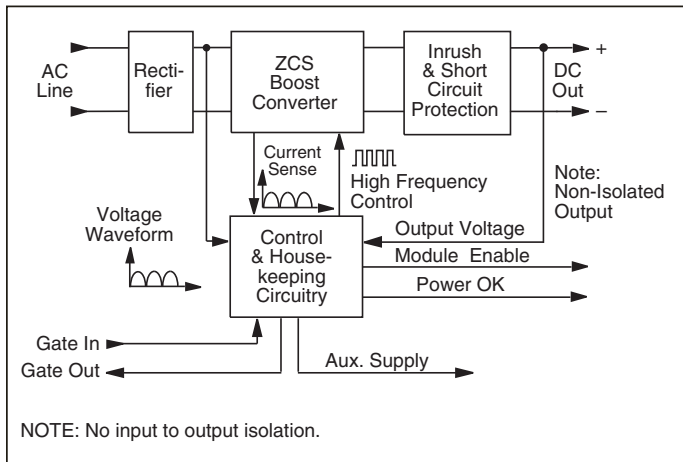 AC
Line
Recti-
fier
ZCS
Boost
Converter
Inrush
& Short
Circuit
Protection
+
DC
Out
–
Current
Sense
High Frequency
Control
Note:
Non-Isolated
Output
Voltage
Waveform
Control
& House-
keeping
Circuitry
Output Voltage
Module Enable
Power OK
Gate In
Gate Out
Aux. Supply
NOTE: No input to output isolation.